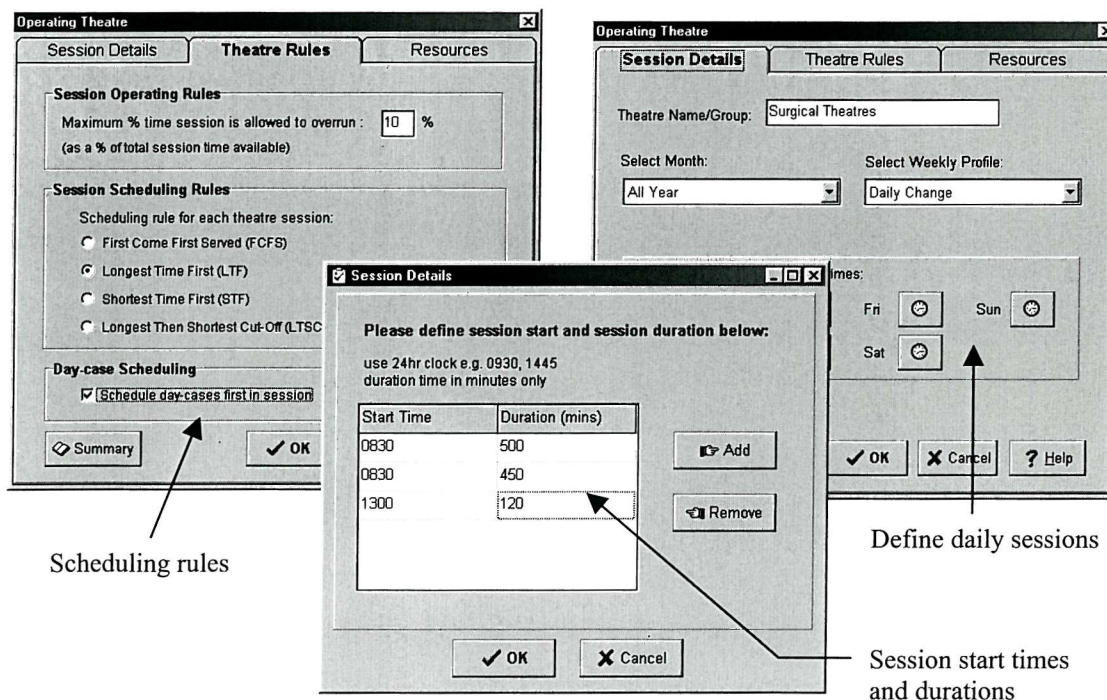 Operating Theatre
Session Details
Theatre Rules
Resources
Session Operating Rules
Maximum % time session is allowed to overrun : 10 %
(as a % of total session time available)
Session Scheduling Rules
Scheduling rule for each theatre session:
First Come First Served (FCFS)
Longest Time First (LTF)
Shortest Time First (STF)
Longest Then Shortest Cut-Off (LTSC
Day-case Scheduling
Schedule day-cases first in session
Summary
OK
Scheduling rules
Operating Theatre
Session Details
Theatre Rules
Resources
Theatre Name/Group: Surgical Theatres
Select Month:
Select Weekly Profile:
All Year
Daily Change
imes:
Fri
Sun
Sat
OK
Cancel
? Help
Define daily sessions
Session Details
Please define session start and session duration below:
use 24hr clock e.g. 0930, 1445
duration time in minutes only
Start Time
Duration (mins)
0830 500
0830 450
1300 120
Add
Remove
OK
Cancel
Session start times
and durations